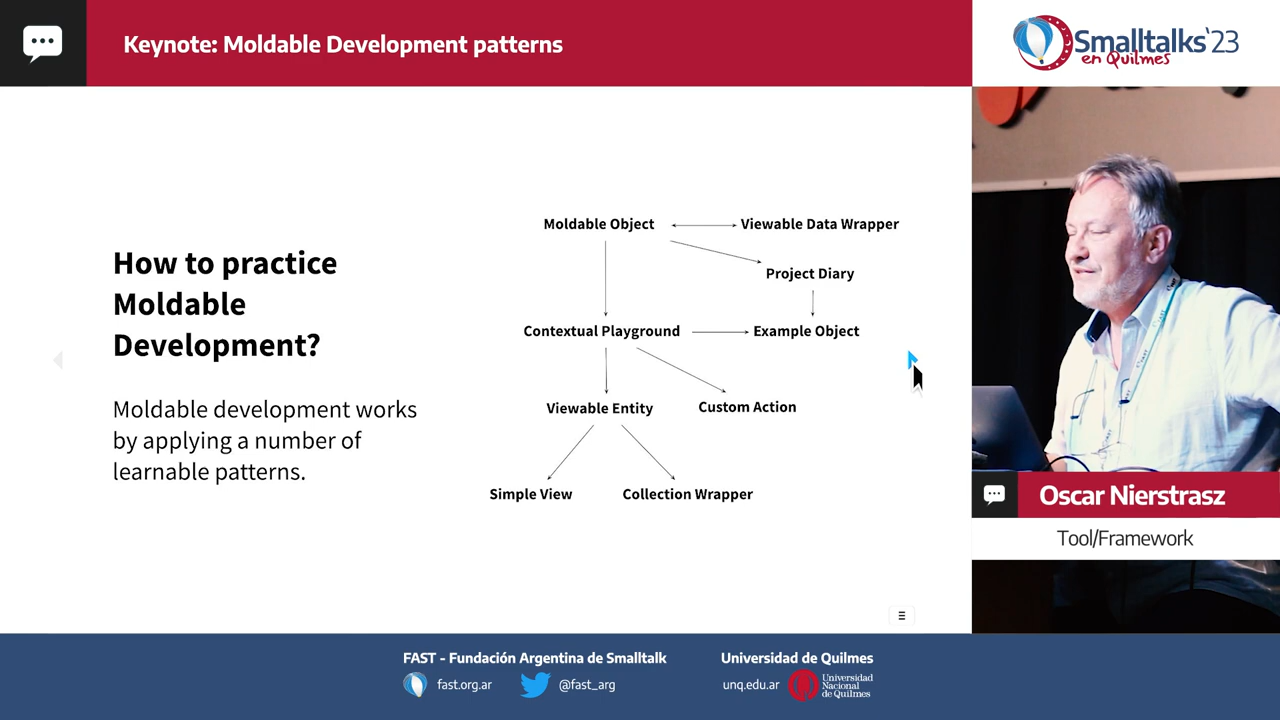 Keynote: Moldable Development patterns
Smalltalks'23
en Quilmes
How to practice
Moldable
Development?
Moldable development works
by applying a number of
learnable patterns.
Moldable Object
Viewable Data Wrapper
Project Diary
Contextual Playground
Example Object
Viewable Entity
Custom Action
Simple View
Collection Wrapper
Oscar Nierstrasz
Tool/Framework
FAST - Fundación Argentina de Smalltalk
fast.org.ar
@fast_arg
Universidad de Quilmes
unq.edu.ar
Universidad
Nacional
de Quilmes